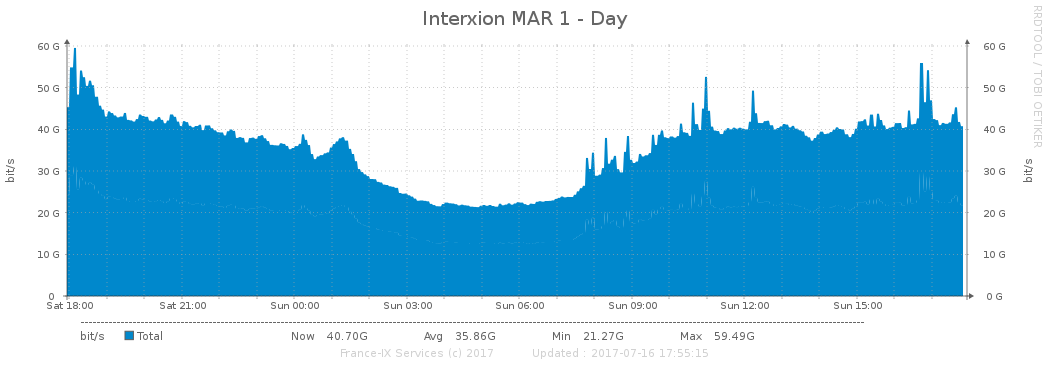 Interxion MAR 1 - Day
RRDTOOL / TOBI OETIKER
60 G 60 G
50 G 50 G
40 G 40 G
30 G 30 G
20 G 20 G
10 G 10 G
0 0 G
bit/s bit/s
Sat 18:00 Sat 21:00 Sun 00:00 Sun 03:00 Sun 06:00 Sun 09:00 Sun 12:00 Sun 15:00
bit/s Total Now 40.70G Avg 35.86G Min 21.27G Max 59.49G
France-IX Services (c) 2017 Updated : 2017-07-16 17:55:15